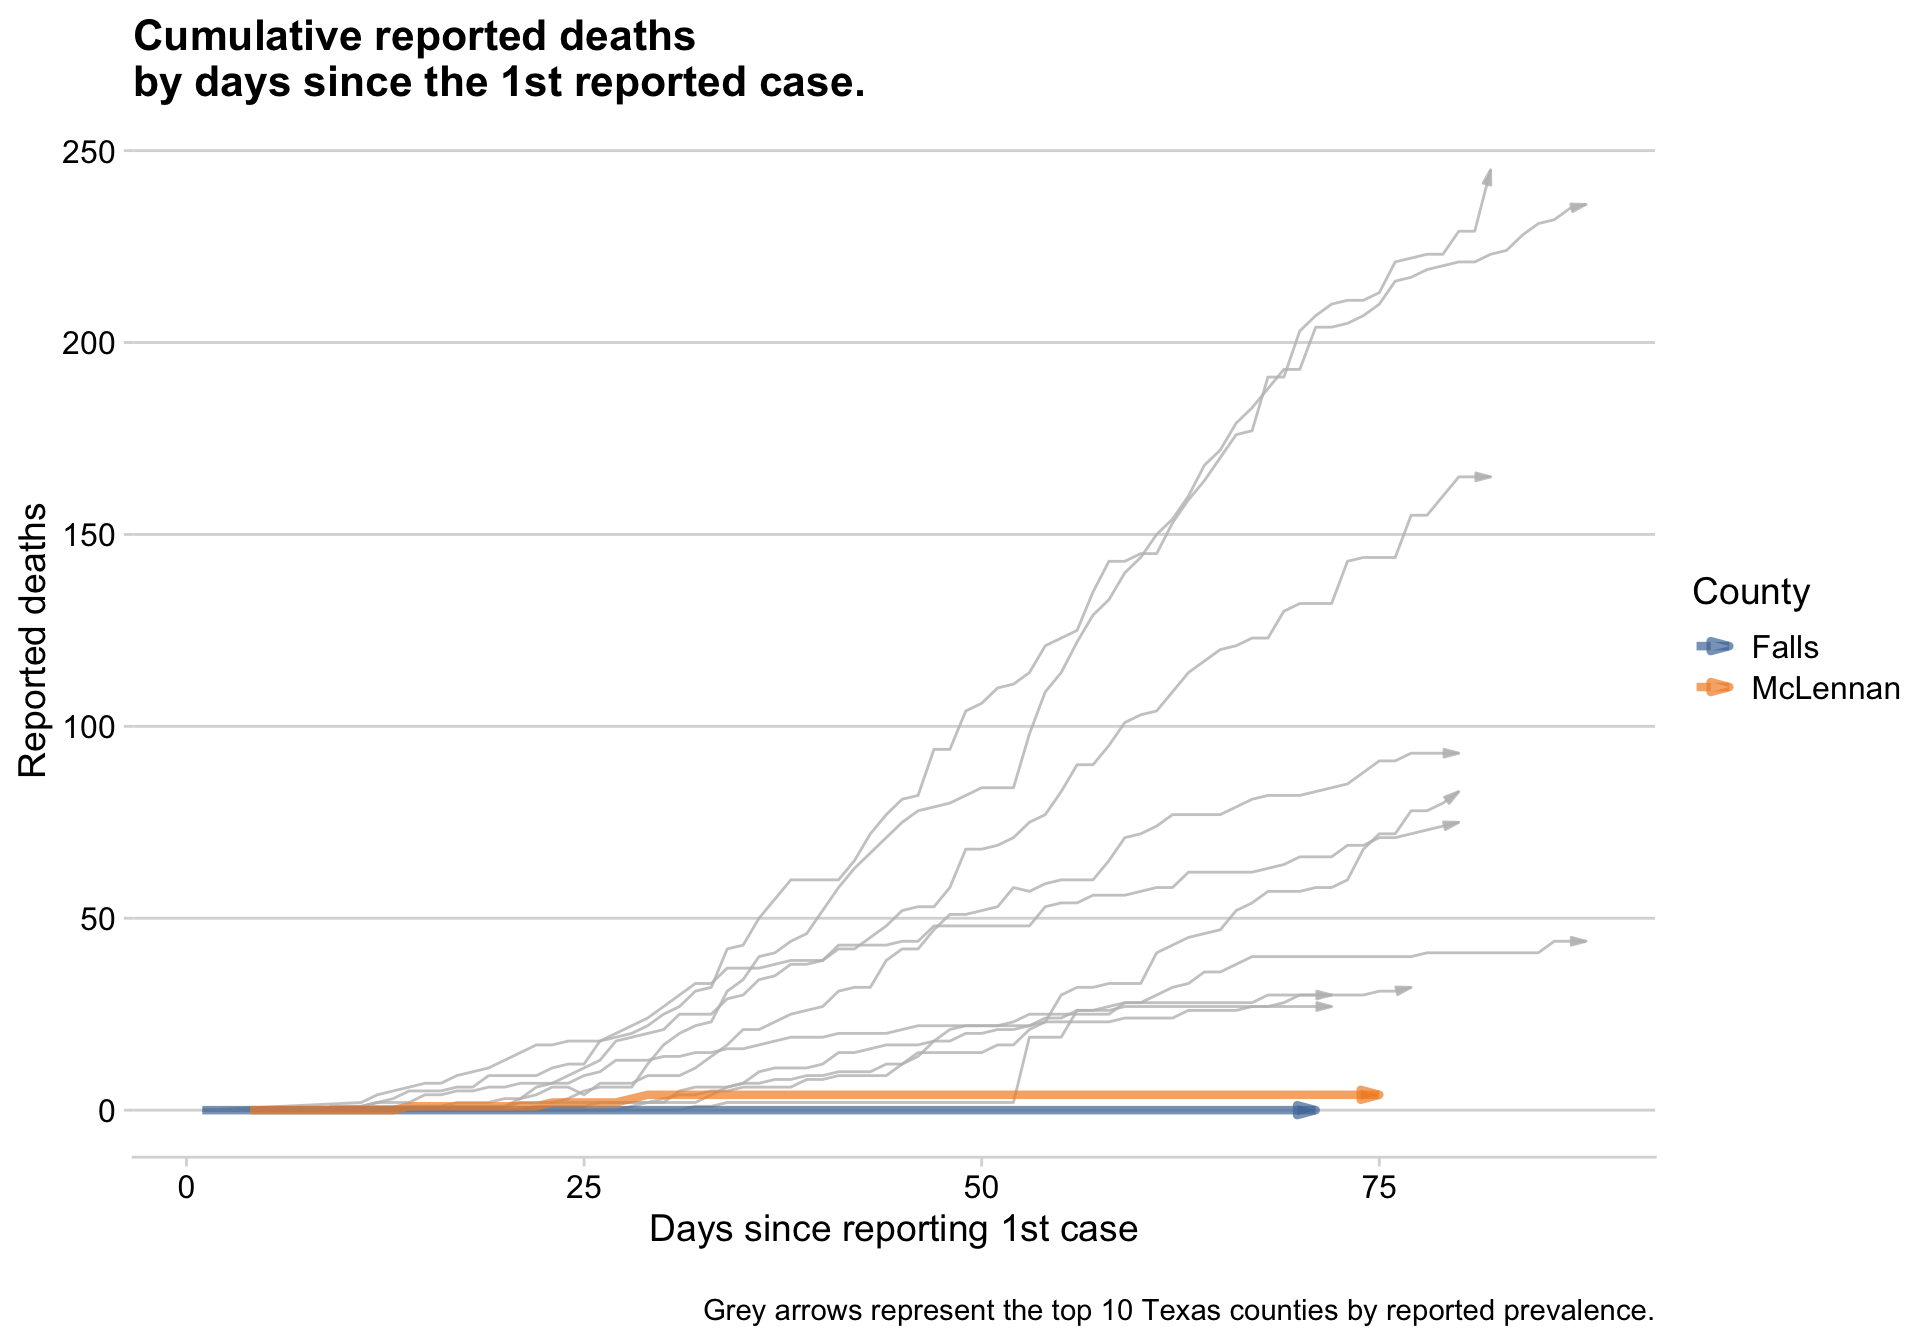 Cumulative reported deaths
by days since the 1st reported case.
250
200
150
100
50
0
Reported deaths
0 25 50 75
Days since reporting 1st case
County
Falls
McLennan
Grey arrows represent the top 10 Texas counties by reported prevalence.